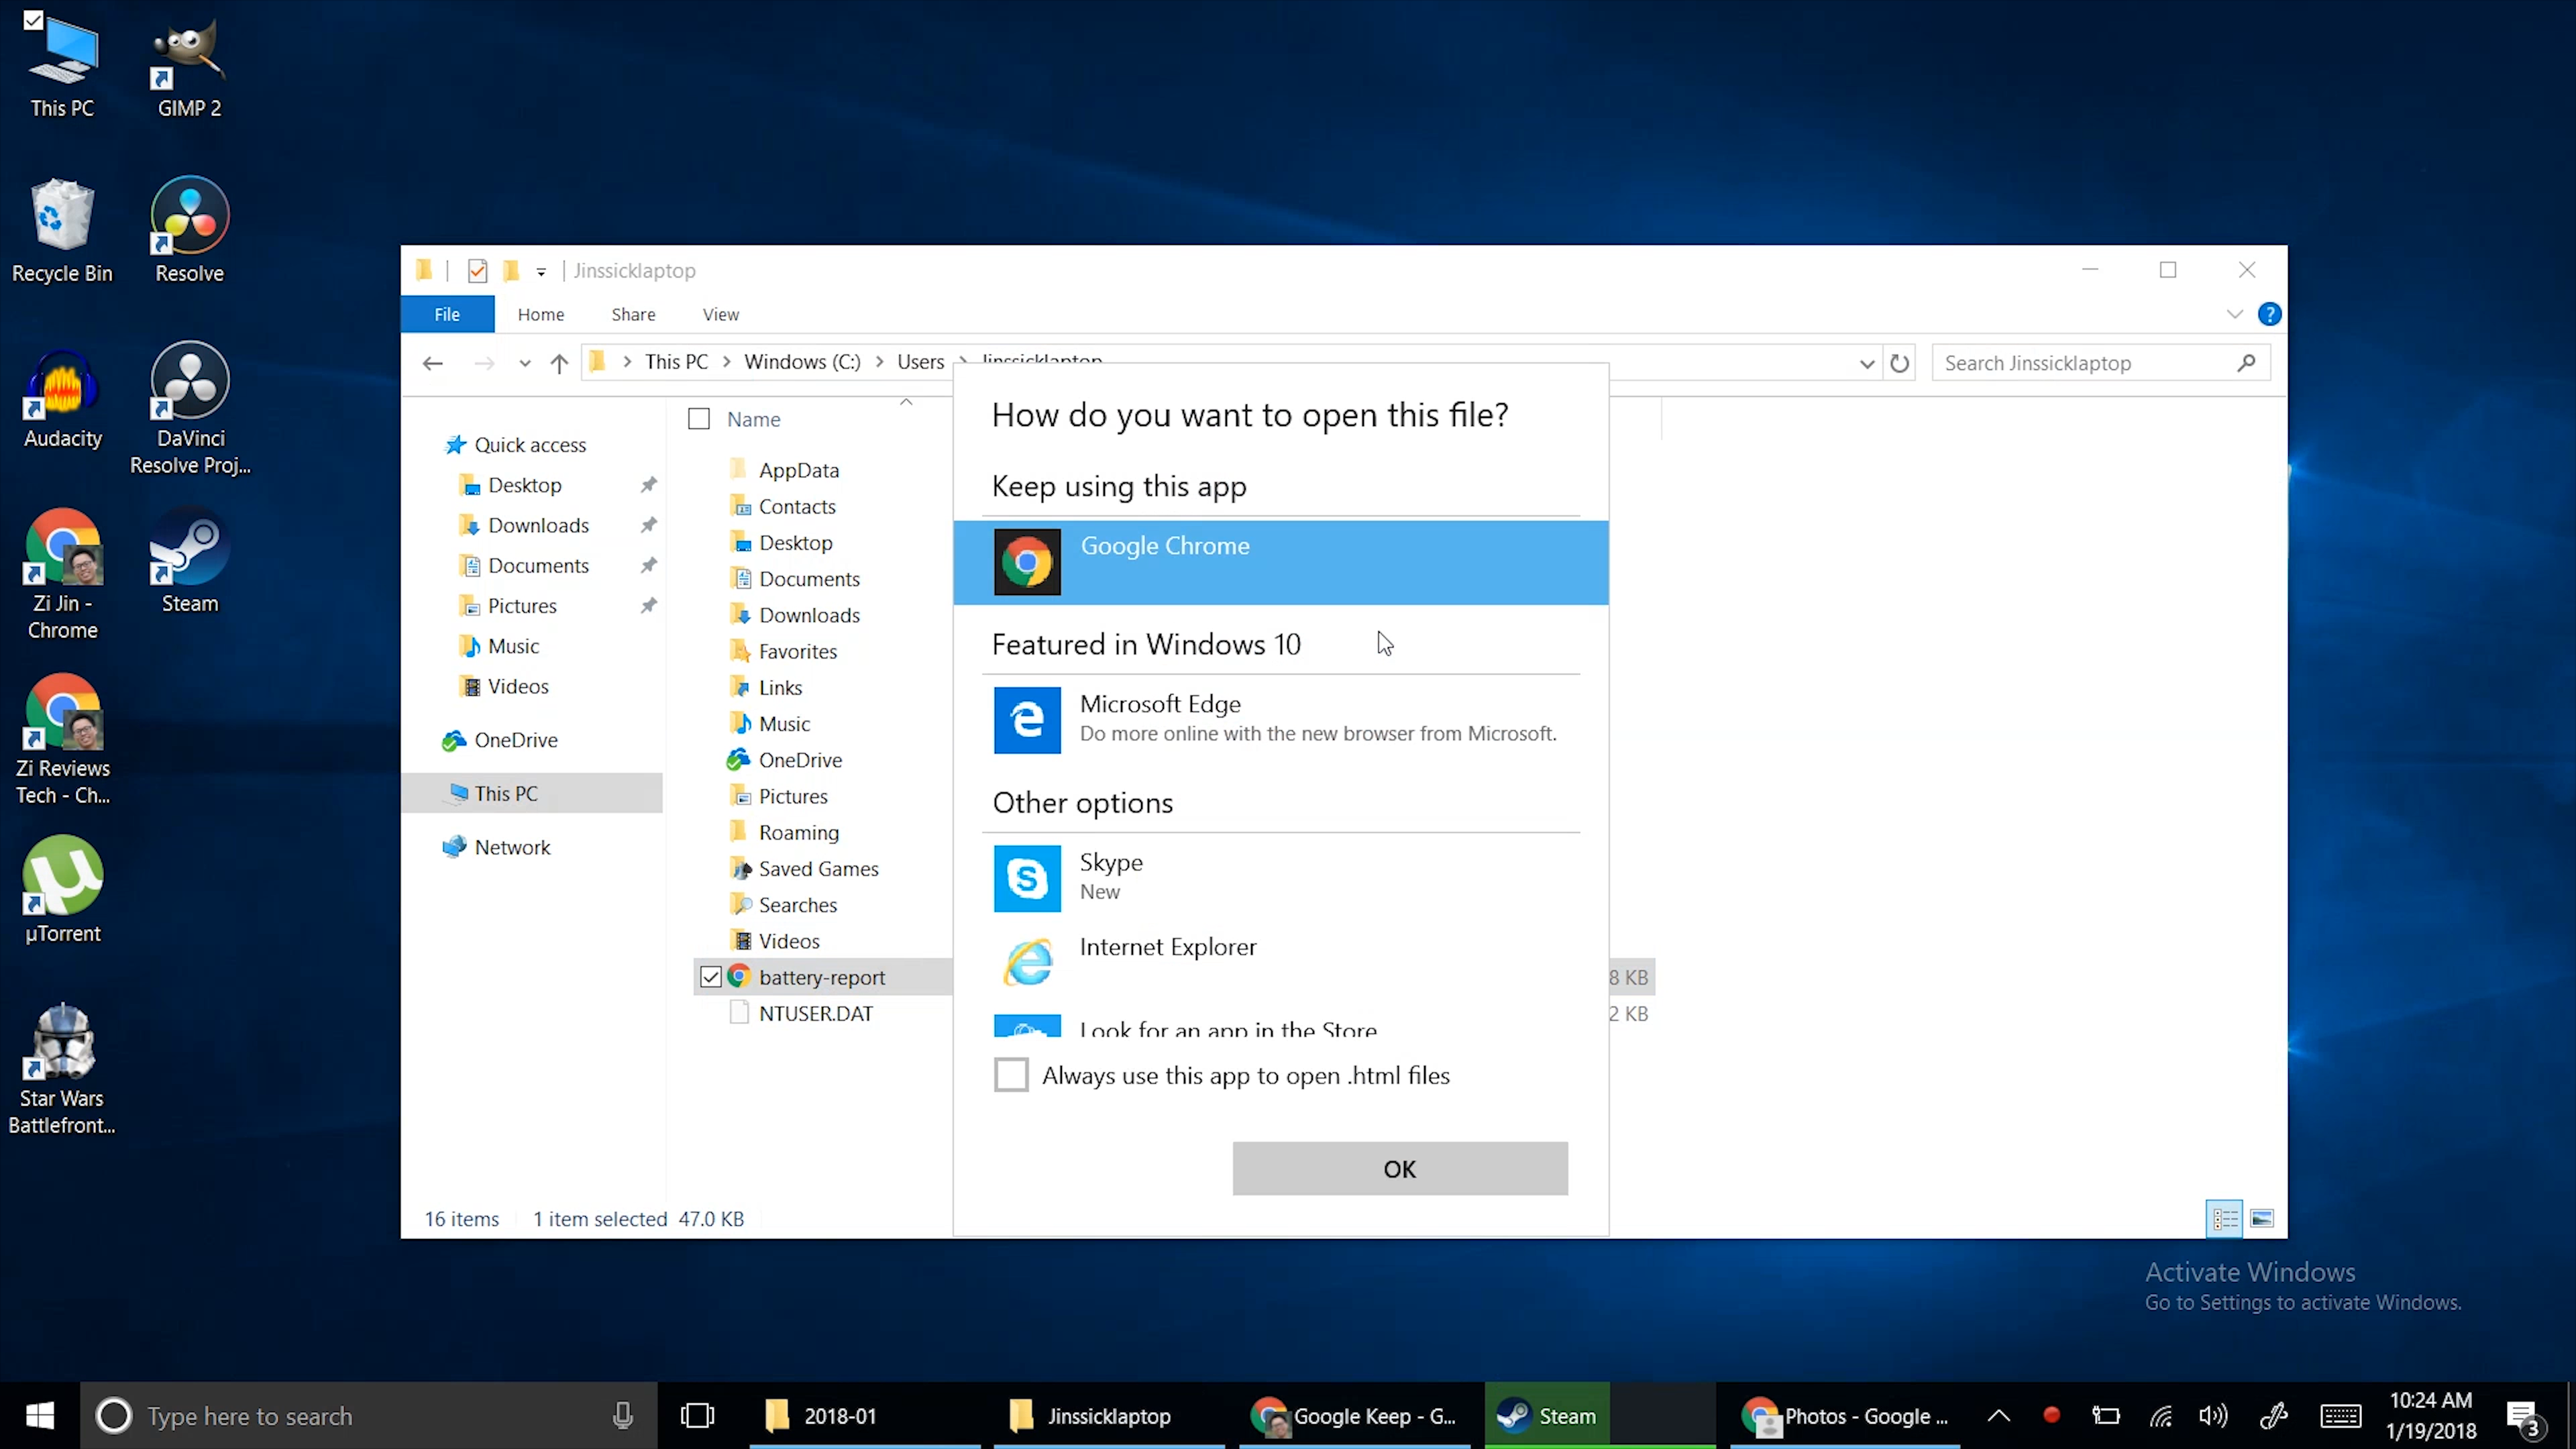 This PC
GIMP 2
Recycle Bin
Resolve
Audacity
DaVinci
Resolve Proj...
Zi Jin -
Chrome
Steam
Zi Reviews
Tech - Ch...
µTorrent
Star Wars
Battlefront...
Jinssicklaptop
File Home Share View
This PC Windows (C:) Users Jinssicklaptop
Search Jinssicklaptop
Quick access
Desktop
Downloads
Documents
Pictures
Music
Videos
OneDrive
This PC
Network
Name
AppData
Contacts
Desktop
Documents
Downloads
Favorites
Links
Music
OneDrive
Pictures
Roaming
Saved Games
Searches
Videos
battery-report 8 KB
NTUSER.DAT 2 KB
16 items 1 item selected 47.0 KB
How do you want to open this file?
Keep using this app
Google Chrome
Featured in Windows 10
Microsoft Edge
Do more online with the new browser from Microsoft.
Other options
Skype
New
Internet Explorer
Look for an app in the Store
Always use this app to open .html files
OK
Activate Windows
Go to Settings to activate Windows.
Type here to search
2018-01
Jinssicklaptop
Google Keep - G...
Steam
Photos - Google ...
10:24 AM
1/19/2018
3